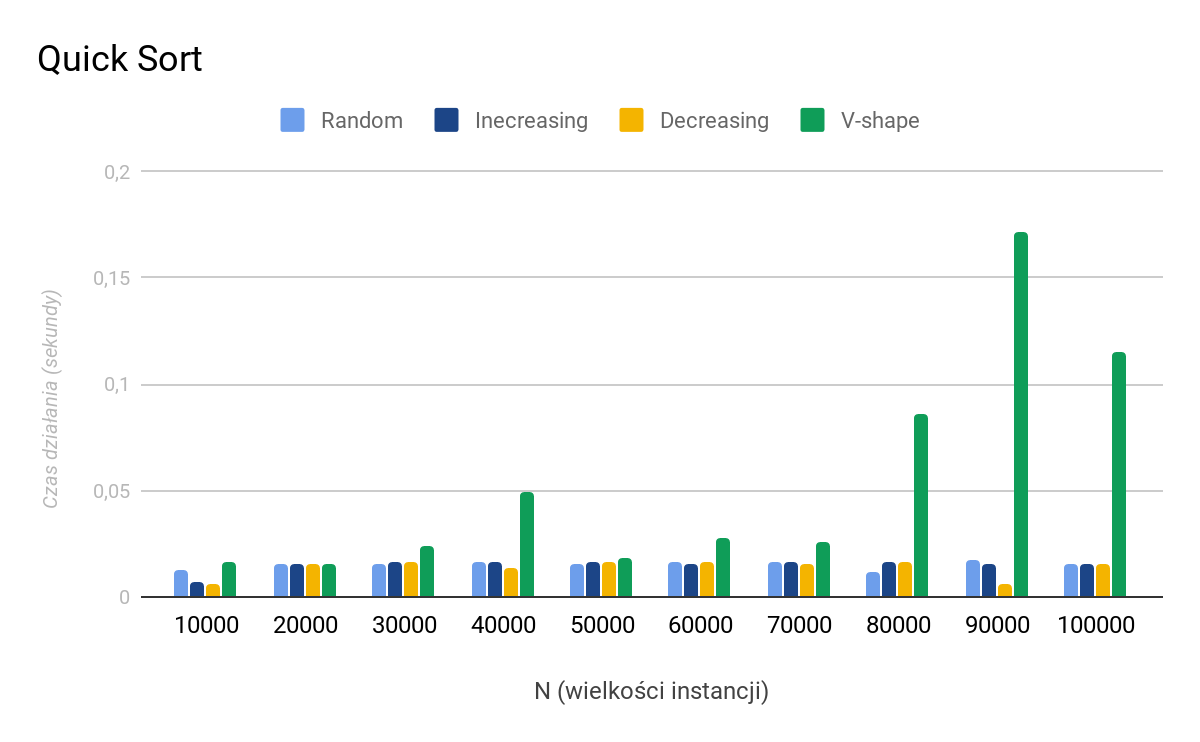 Quick Sort
Random Inecreasing Decreasing V-shape
0,2
0,15
0,1
0,05
0
Czas działania (sekundy)
10000 20000 30000 40000 50000 60000 70000 80000 90000 100000
N (wielkości instancji)